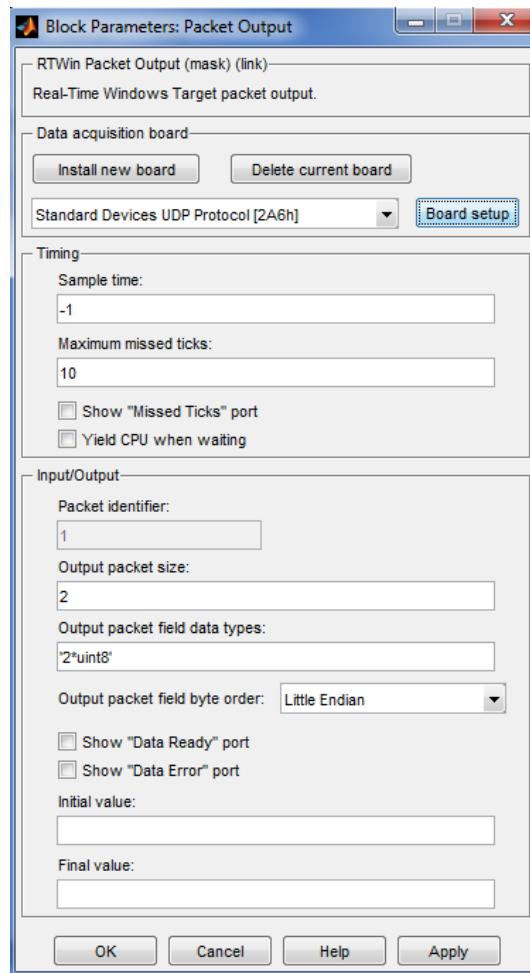 Block Parameters: Packet Output
RTWin Packet Output (mask) (link)
Real-Time Windows Target packet output.
Data acquisition board
Install new board
Delete current board
Standard Devices UDP Protocol [2A6h]
Board setup
Timing
Sample time:
-1
Maximum missed ticks:
10
Show "Missed Ticks" port
Yield CPU when waiting
Input/Output
Packet identifier:
1
Output packet size:
2
Output packet field data types:
'2*uint8'
Output packet field byte order:
Little Endian
Show "Data Ready" port
Show "Data Error" port
Initial value:
Final value:
OK
Cancel
Help
Apply